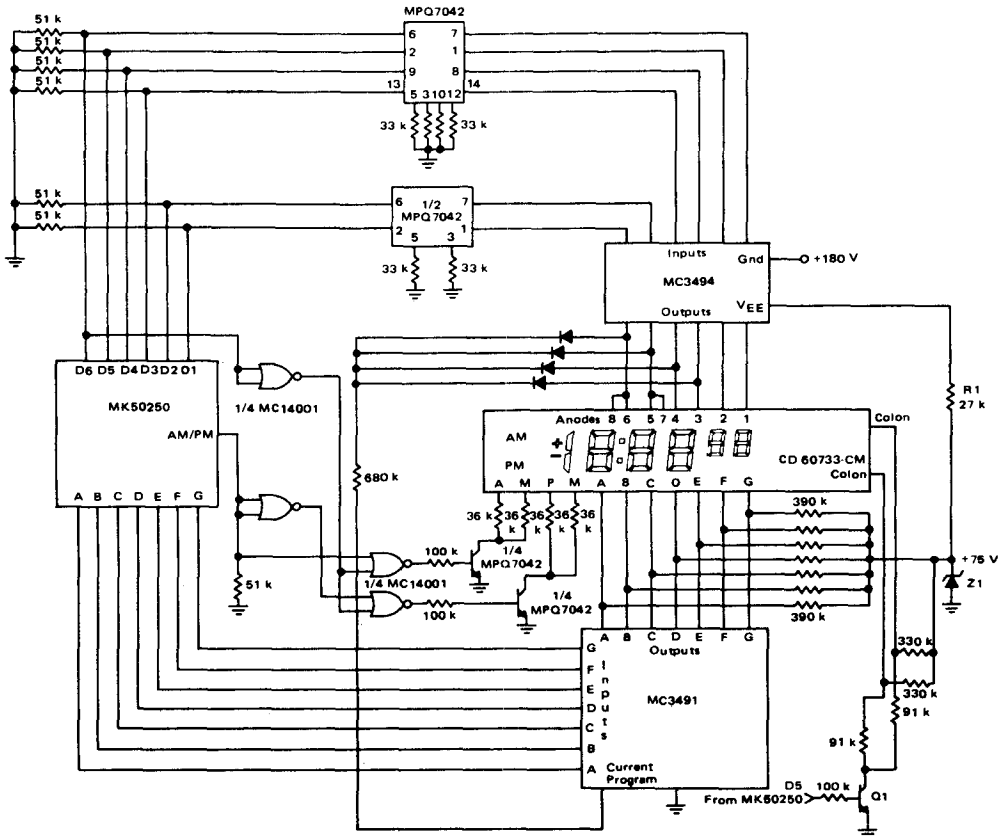 MPQ7042
51 k
51 k
51 k
51 k
6 7
2 1
9 8
13 14
5 3 10 12
33 k 33 k
51 k
51 k
6 1/2 7
MPQ7042
2 1
5 3
33 k 33 k
Inputs
Gnd
+180 V
MC3494
VEE
Outputs
D6 D5 D4 D3 D2 D1
MK50250
1/4 MC14001
AM/PM
A B C D E F G
R1
27 k
Anodes 8 6 5 7 4 3 2 1
Colon
AM
PM
+
−
CD 60733-CM
Colon
A M P M A B C D E F G
680 k
36 k 36 k 36 k 36 k
390 k
1/4
MPQ7042
100 k
51 k
1/4 MC14001
1/4
MPQ7042
100 k
+75 V
Z1
390 k
A B C D E F G
Outputs
G
F
E
D
C
B
A
Inputs
MC3491
Current
Program
330 k
330 k
91 k
91 k
D5
From MK50250
100 k
Q1